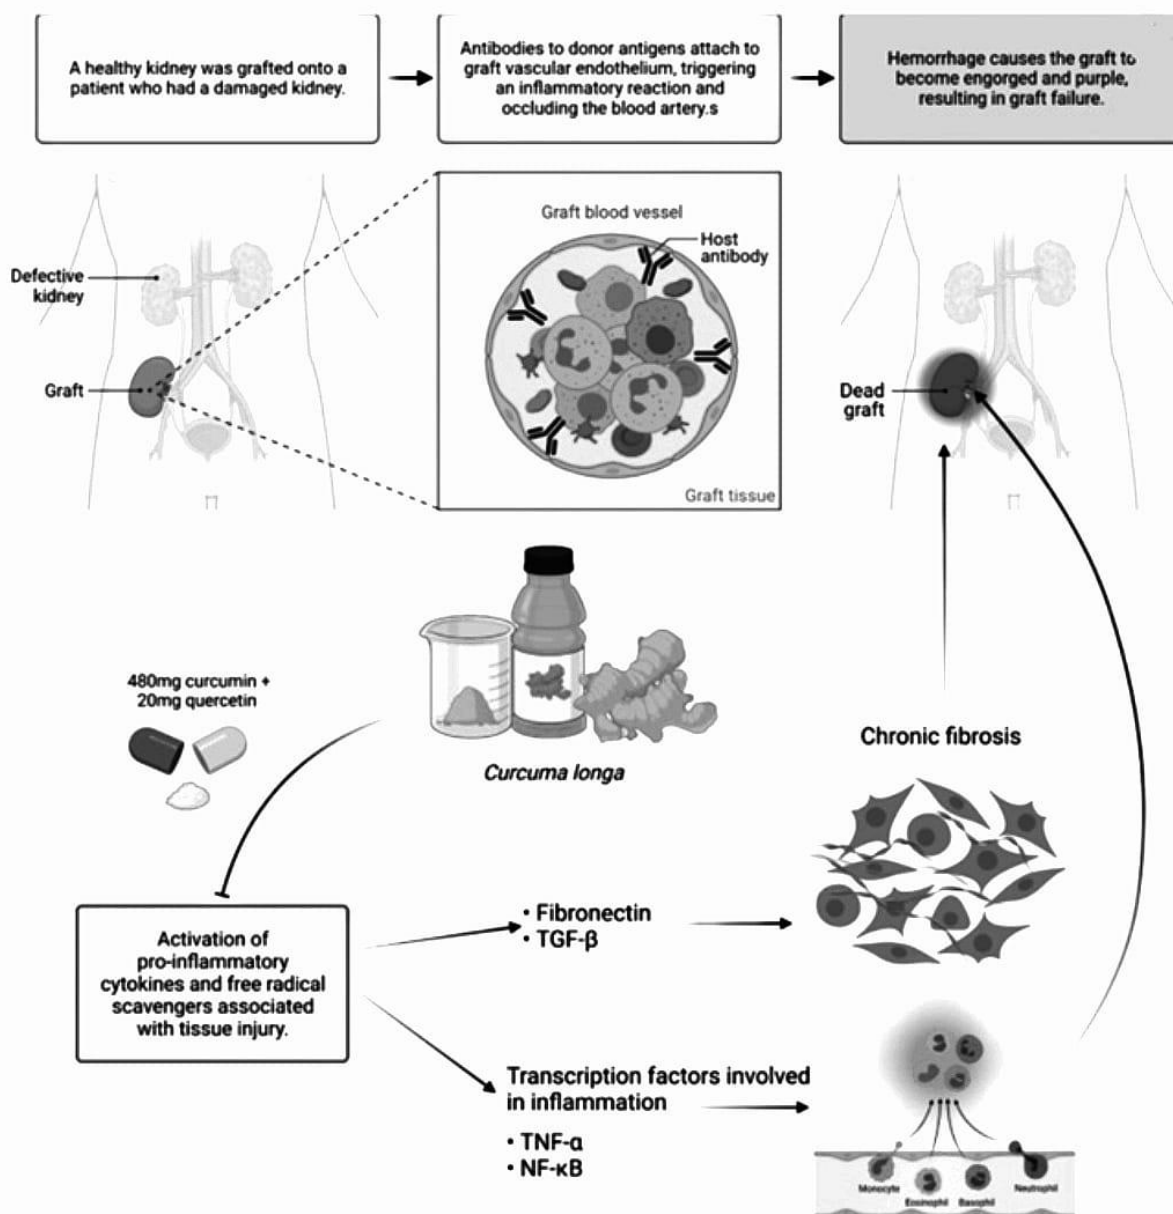 A healthy kidney was grafted onto a
patient who had a damaged kidney.
Antibodies to donor antigens attach to
graft vascular endothelium, triggering
an inflammatory reaction and
occluding the blood artery.s
Hemorrhage causes the graft to
become engorged and purple,
resulting in graft failure.
Defective
kidney
Graft
Graft blood vessel
Host
antibody
Graft tissue
Dead
graft
480mg curcumin +
20mg quercetin
Curcuma longa
Chronic fibrosis
Activation of
pro-inflammatory
cytokines and free radical
scavengers associated
with tissue injury.
• Fibronectin
• TGF-β
Transcription factors involved
in inflammation
• TNF-α
• NF-κB
Monocyte
Eosinophil
Basophil
Neutrophil